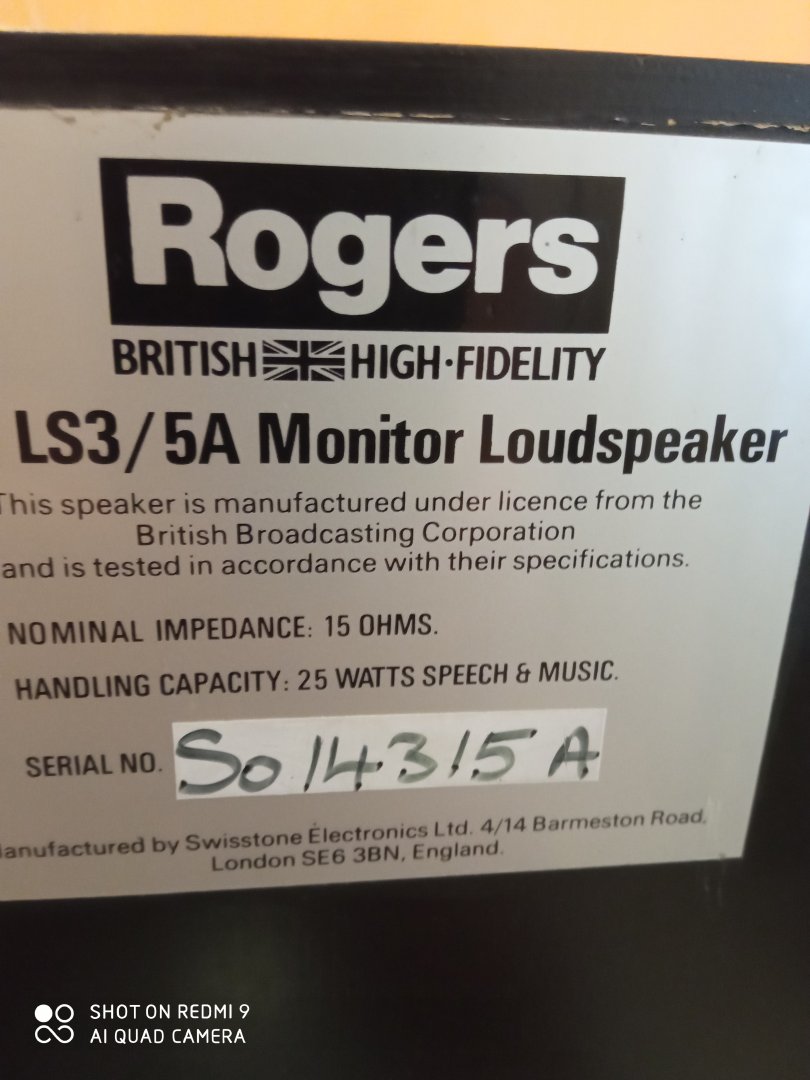 Rogers
BRITISH HIGH·FIDELITY
LS3/5A Monitor Loudspeaker
This speaker is manufactured under licence from the
British Broadcasting Corporation
and is tested in accordance with their specifications.
NOMINAL IMPEDANCE: 15 OHMS.
HANDLING CAPACITY: 25 WATTS SPEECH & MUSIC.
SERIAL NO. So14315A
Manufactured by Swisstone Electronics Ltd. 4/14 Barmeston Road,
London SE6 3BN, England.
SHOT ON REDMI 9
AI QUAD CAMERA